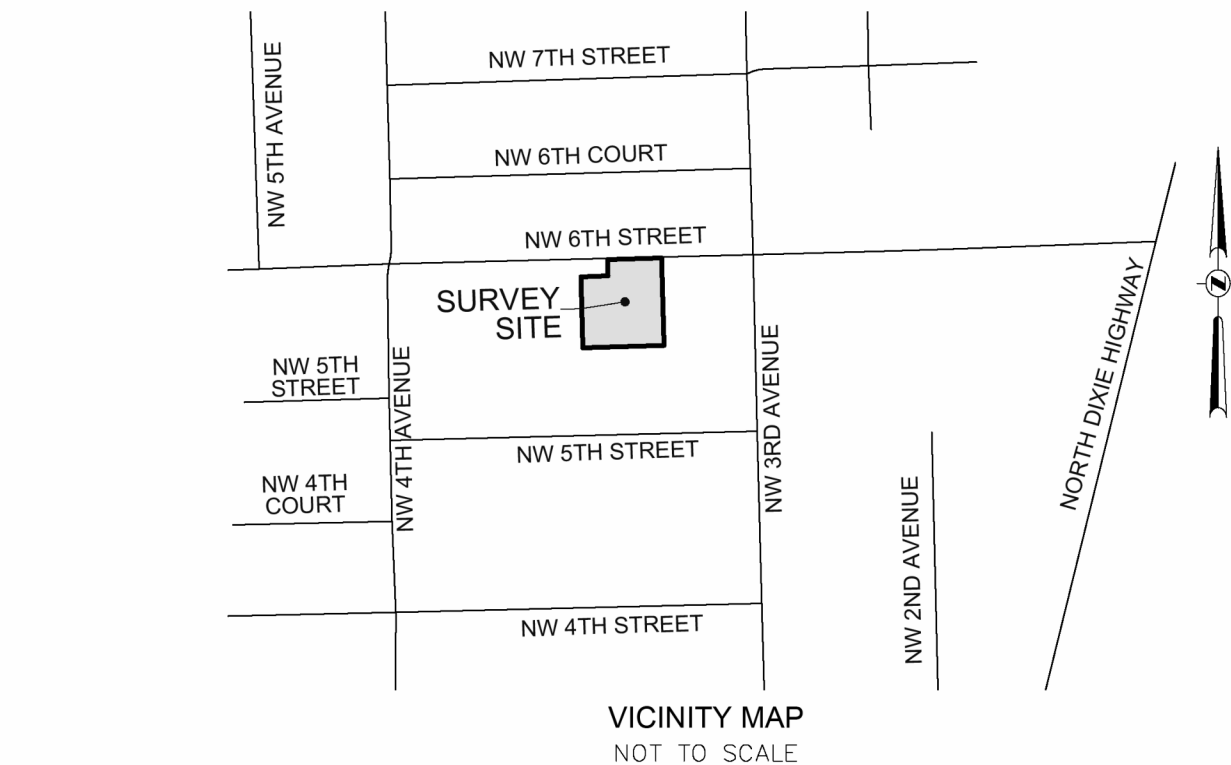 NW 7TH STREET
NW 5TH AVENUE
NW 6TH COURT
NW 6TH STREET
SURVEY
SITE
NORTH DIXIE HIGHWAY
N
NW 5TH
STREET
NW 4TH AVENUE
NW 3RD AVENUE
NW 5TH STREET
NW 4TH
COURT
NW 2ND AVENUE
NW 4TH STREET
VICINITY MAP
NOT TO SCALE